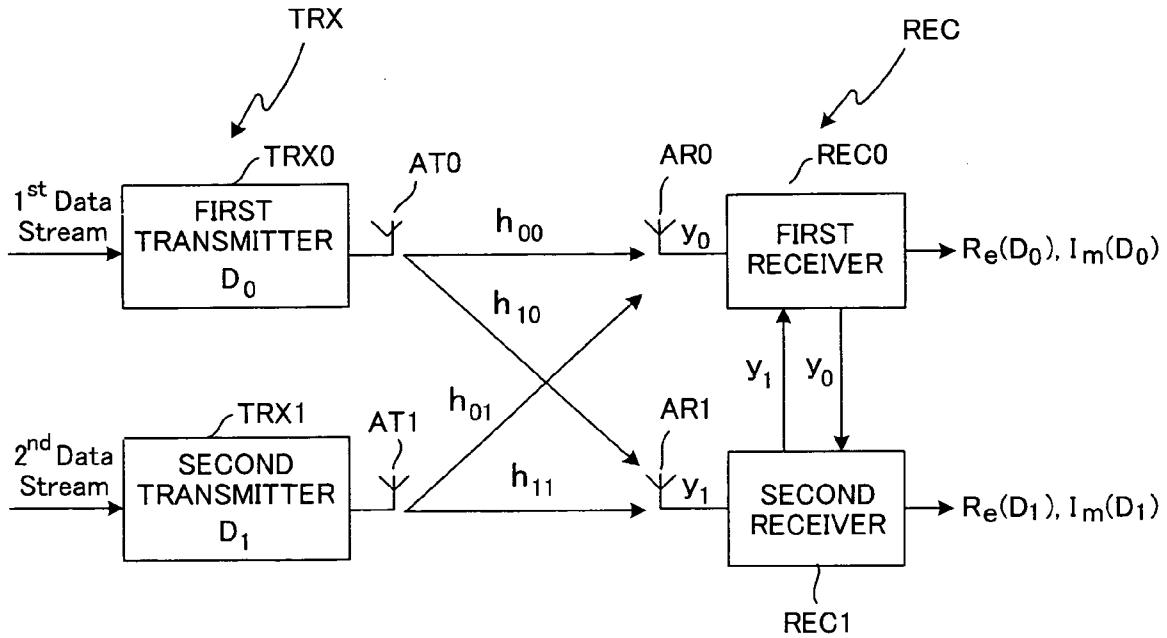 TRX
REC
TRX0
AT0
AR0
REC0
1st Data
Stream
FIRST
TRANSMITTER
D0
h00
y0
FIRST
RECEIVER
Re(D0), Im(D0)
h10
y1
y0
h01
TRX1
AT1
AR1
2nd Data
Stream
SECOND
TRANSMITTER
D1
h11
y1
SECOND
RECEIVER
Re(D1), Im(D1)
REC1